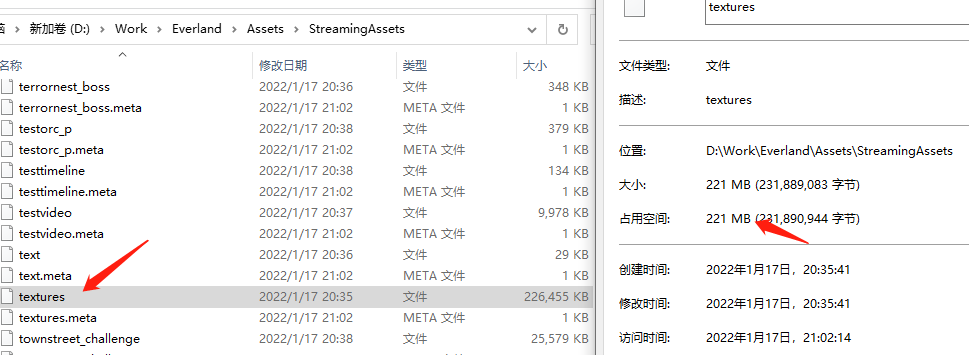 新加卷 (D:) > Work > Everland > Assets > StreamingAssets
名称 修改日期 类型 大小
terrornest_boss 2022/1/17 20:36 文件 348 KB
terrornest_boss.meta 2022/1/17 21:02 META 文件 1 KB
testorc_p 2022/1/17 20:38 文件 379 KB
testorc_p.meta 2022/1/17 21:02 META 文件 1 KB
testtimeline 2022/1/17 20:38 文件 134 KB
testtimeline.meta 2022/1/17 21:02 META 文件 1 KB
testvideo 2022/1/17 20:37 文件 9,978 KB
testvideo.meta 2022/1/17 21:02 META 文件 1 KB
text 2022/1/17 20:36 文件 29 KB
text.meta 2022/1/17 21:02 META 文件 1 KB
textures 2022/1/17 20:35 文件 226,455 KB
textures.meta 2022/1/17 21:02 META 文件 1 KB
townstreet_challenge 2022/1/17 20:38 文件 25,579 KB
textures
文件类型: 文件
描述: textures
位置: D:\Work\Everland\Assets\StreamingAssets
大小: 221 MB (231,889,083 字节)
占用空间: 221 MB (231,890,944 字节)
创建时间: 2022年1月17日，20:35:41
修改时间: 2022年1月17日，20:35:41
访问时间: 2022年1月17日，21:02:14